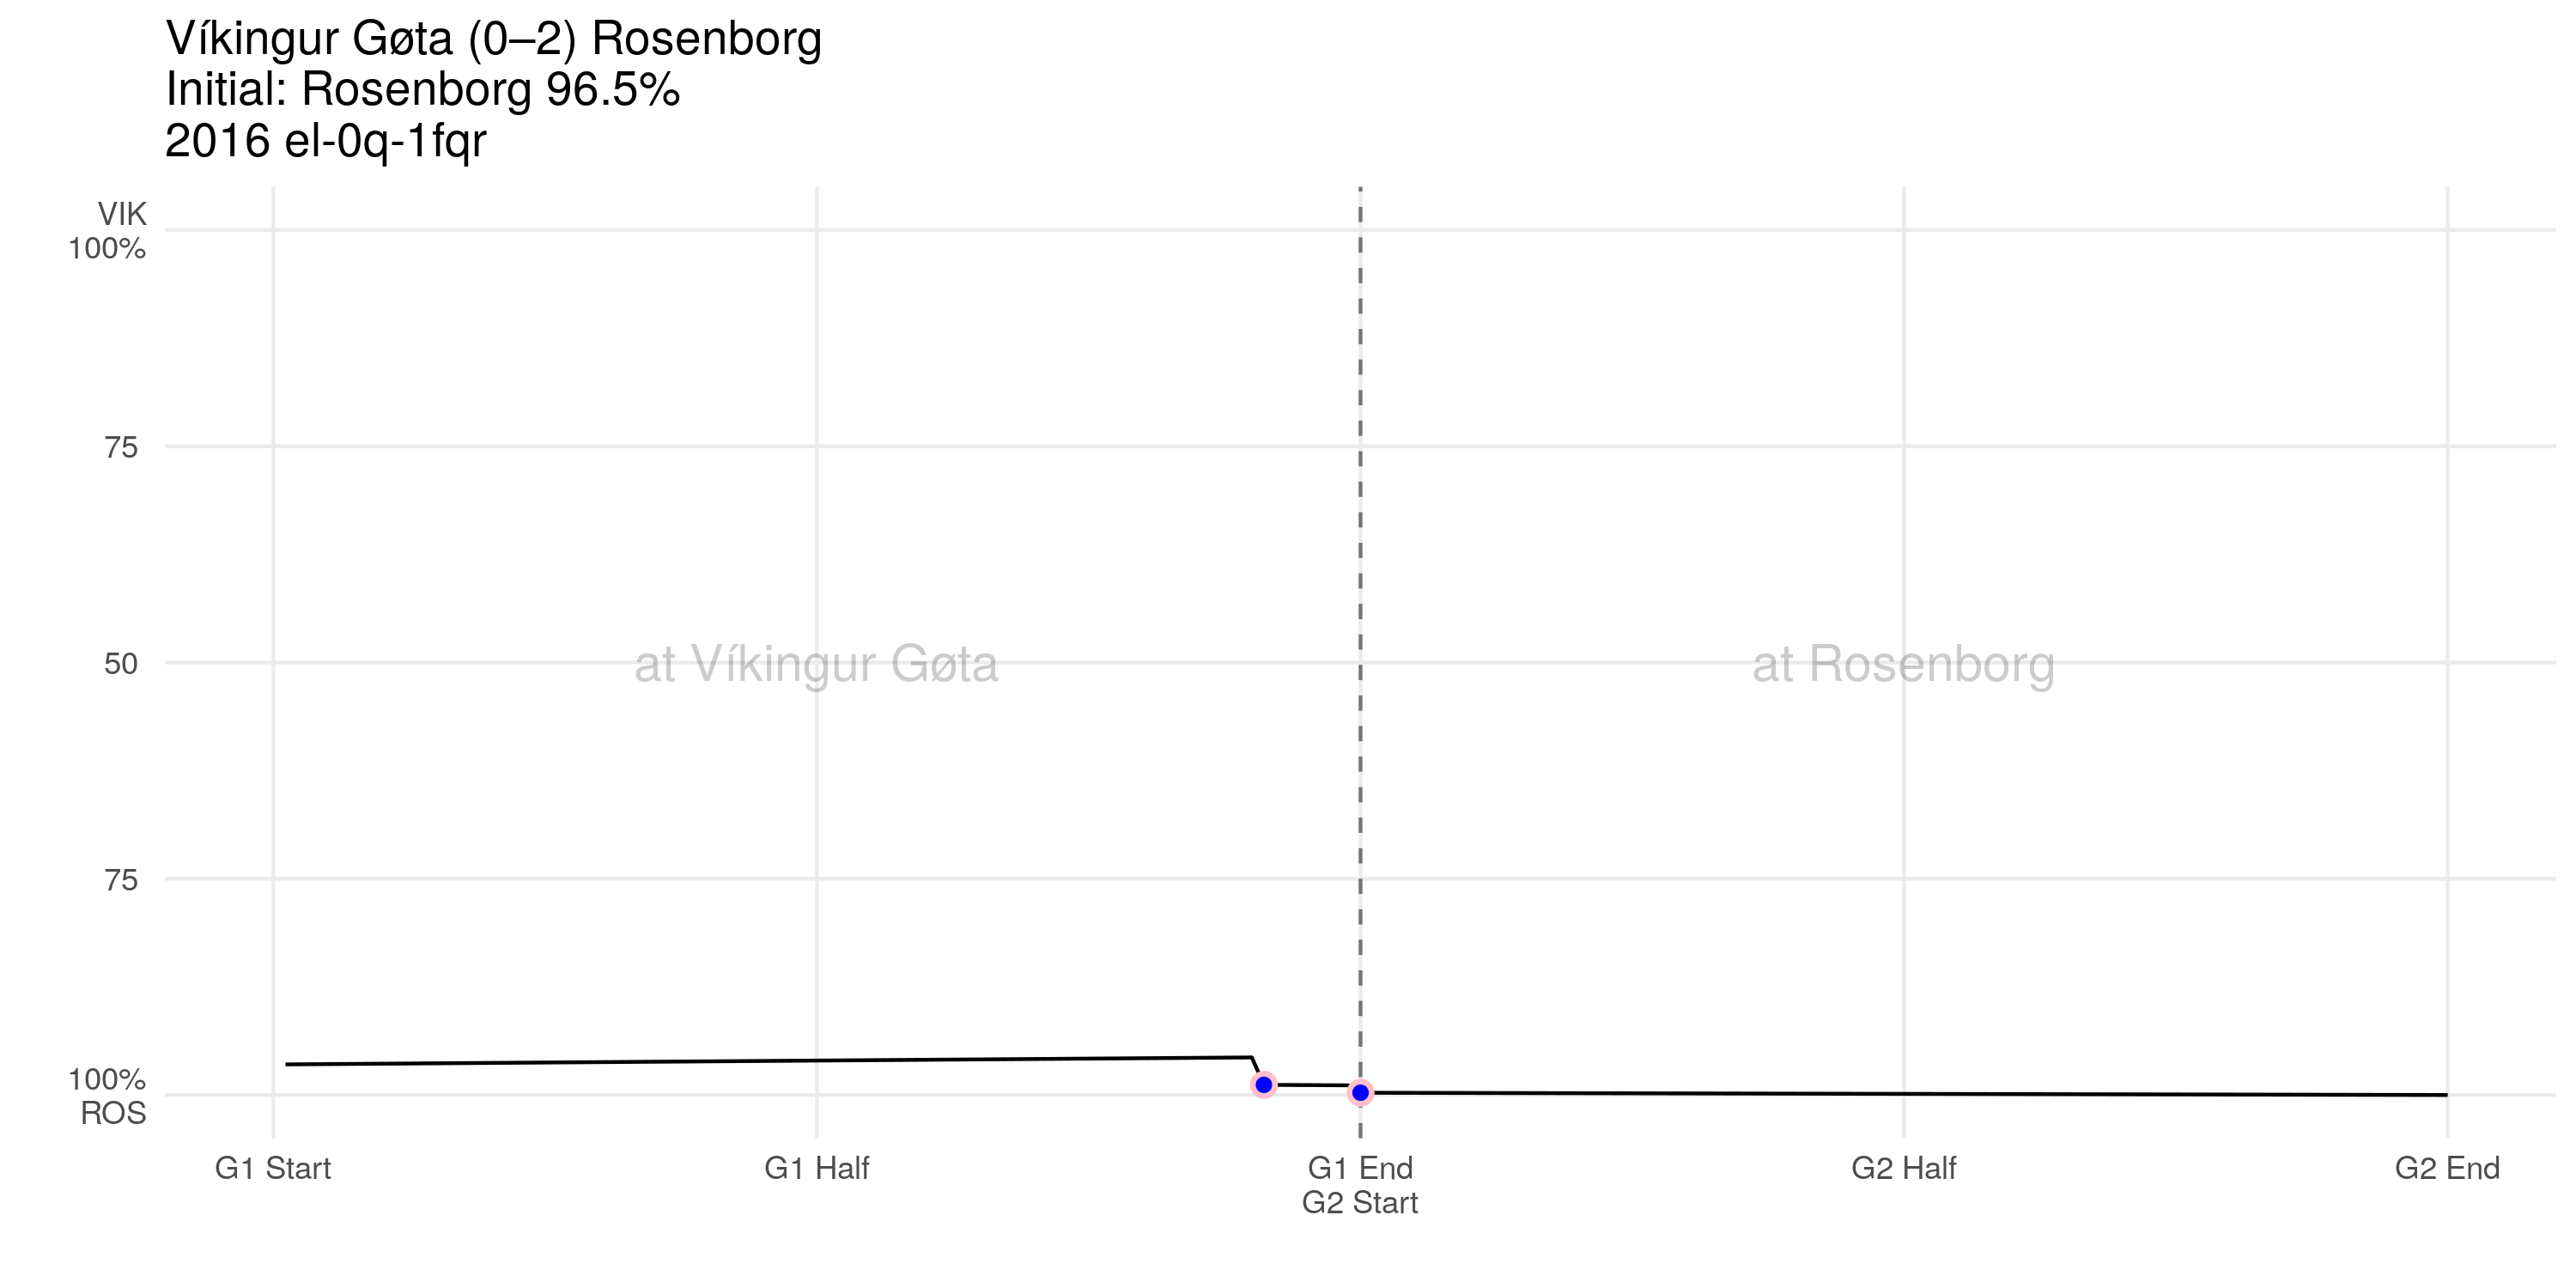 Víkingur Gøta (0–2) Rosenborg
Initial: Rosenborg 96.5%
2016 el-0q-1fqr
VIK
100%
75
50
75
100%
ROS
at Víkingur Gøta
at Rosenborg
G1 Start
G1 Half
G1 End
G2 Start
G2 Half
G2 End